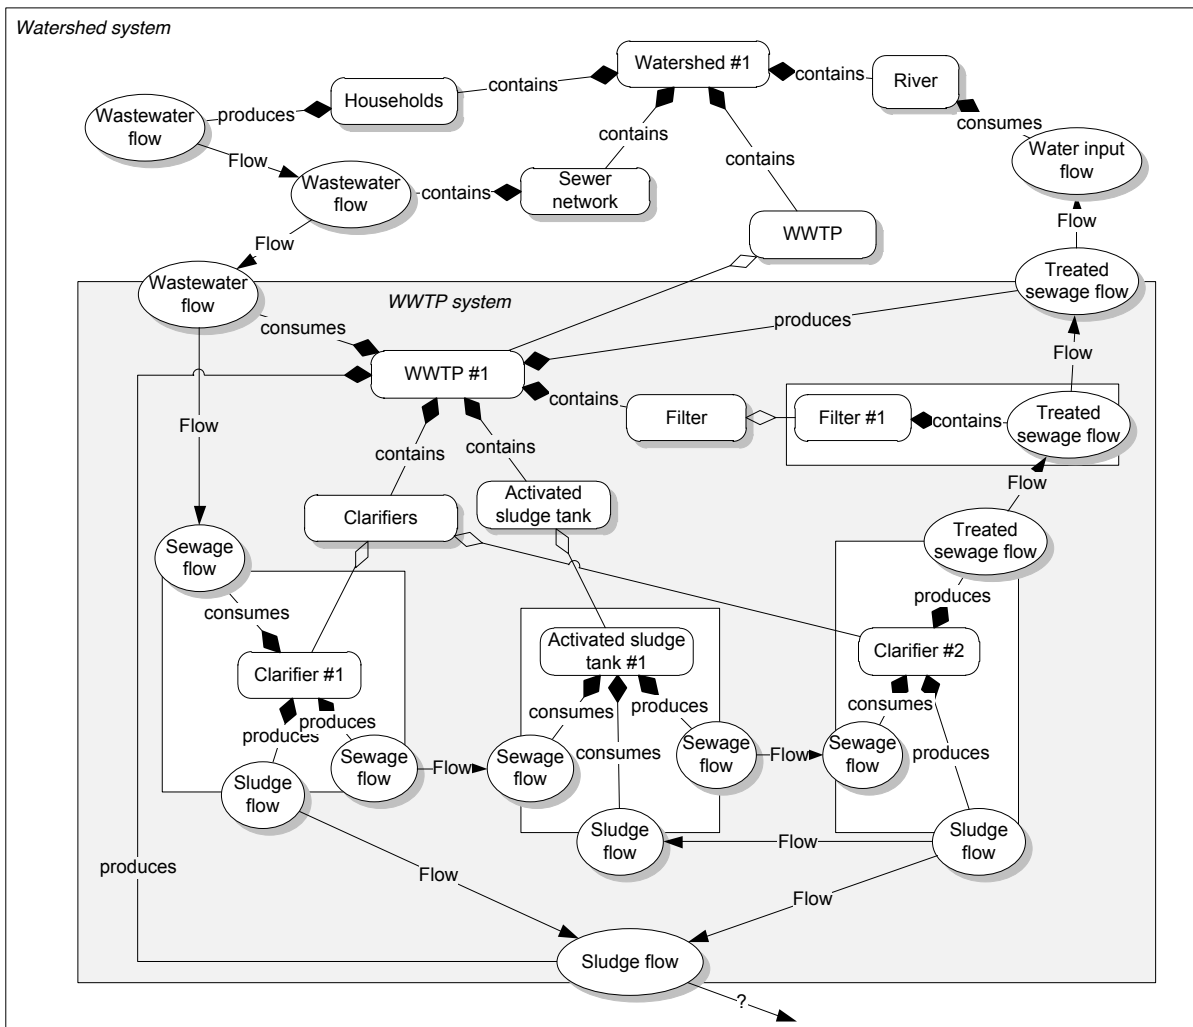 Watershed system
Watershed #1
contains
River
contains
Households
produces
Wastewater
flow
contains
contains
consumes
Water input
flow
Flow
Wastewater
flow
contains
Sewer
network
WWTP
Flow
Flow
Wastewater
flow
WWTP system
Treated
sewage flow
consumes
produces
WWTP #1
Flow
contains
Filter
Filter #1
contains
Treated
sewage flow
Flow
contains
contains
Flow
Clarifiers
Activated
sludge tank
Treated
sewage flow
Sewage
flow
consumes
produces
Clarifier #1
Activated sludge
tank #1
Clarifier #2
produces
produces
consumes
produces
consumes
Sewage
flow
Flow
Sewage
flow
consumes
Sewage
flow
Flow
Sewage
flow
produces
Sludge
flow
Sludge
flow
Flow
Sludge
flow
produces
Flow
Flow
Sludge flow
?